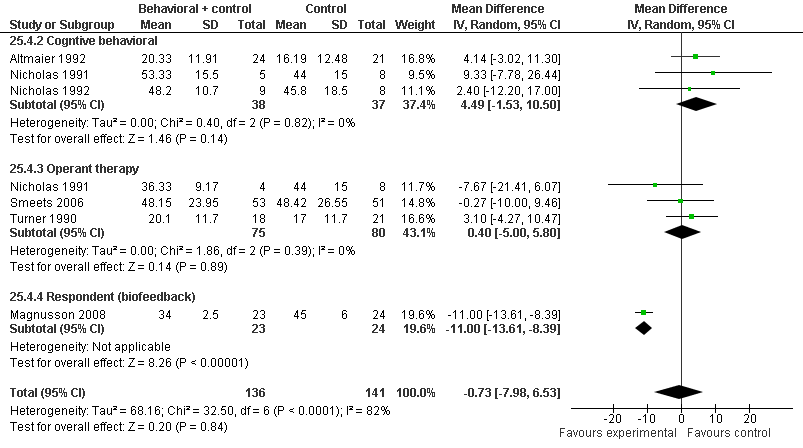 Behavioral + control Control Mean Difference Mean Difference
Study or Subgroup Mean SD Total Mean SD Total Weight IV, Random, 95% CI IV, Random, 95% CI
25.4.2 Cogntive behavioral
Altmaier 1992 20.33 11.91 24 16.19 12.48 21 16.8% 4.14 [-3.02, 11.30]
Nicholas 1991 53.33 15.5 5 44 15 8 9.5% 9.33 [-7.78, 26.44]
Nicholas 1992 48.2 10.7 9 45.8 18.5 8 11.1% 2.40 [-12.20, 17.00]
Subtotal (95% CI) 38 37 37.4% 4.49 [-1.53, 10.50]
Heterogeneity: Tau² = 0.00; Chi² = 0.40, df = 2 (P = 0.82); I² = 0%
Test for overall effect: Z = 1.46 (P = 0.14)
25.4.3 Operant therapy
Nicholas 1991 36.33 9.17 4 44 15 8 11.7% -7.67 [-21.41, 6.07]
Smeets 2006 48.15 23.95 53 48.42 26.55 51 14.8% -0.27 [-10.00, 9.46]
Turner 1990 20.1 11.7 18 17 11.7 21 16.6% 3.10 [-4.27, 10.47]
Subtotal (95% CI) 75 80 43.1% 0.40 [-5.00, 5.80]
Heterogeneity: Tau² = 0.00; Chi² = 1.86, df = 2 (P = 0.39); I² = 0%
Test for overall effect: Z = 0.14 (P = 0.89)
25.4.4 Respondent (biofeedback)
Magnusson 2008 34 2.5 23 45 6 24 19.6% -11.00 [-13.61, -8.39]
Subtotal (95% CI) 23 24 19.6% -11.00 [-13.61, -8.39]
Heterogeneity: Not applicable
Test for overall effect: Z = 8.26 (P < 0.00001)
Total (95% CI) 136 141 100.0% -0.73 [-7.98, 6.53]
Heterogeneity: Tau² = 68.16; Chi² = 32.50, df = 6 (P < 0.0001); I² = 82%
Test for overall effect: Z = 0.20 (P = 0.84)
-20 -10 0 10 20
Favours experimental Favours control